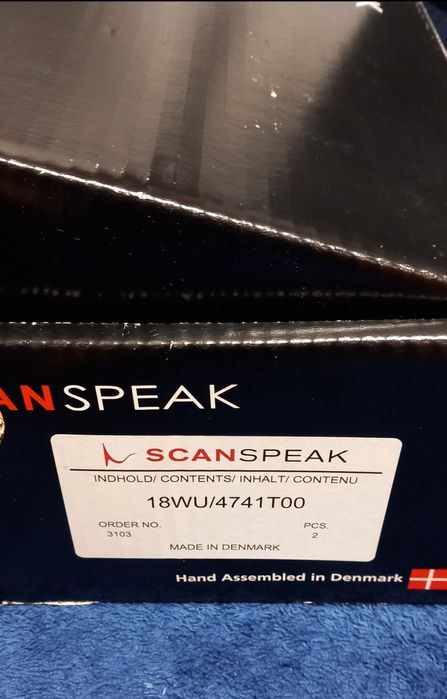 ANSPEAK
SCANSPEAK
INDHOLD/ CONTENTS/ INHALT/ CONTENU
18WU/4741T00
ORDER NO.
3103
PCS.
2
MADE IN DENMARK
Hand Assembled in Denmark